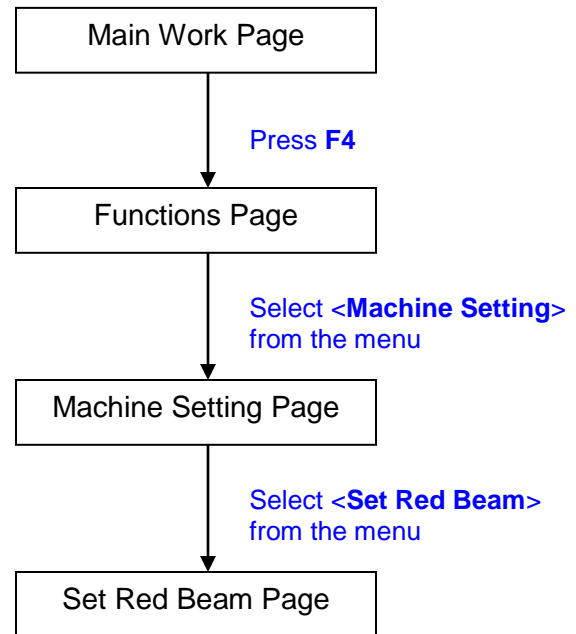 Main Work Page
Press F4
Functions Page
Select <Machine Setting>
from the menu
Machine Setting Page
Select <Set Red Beam>
from the menu
Set Red Beam Page